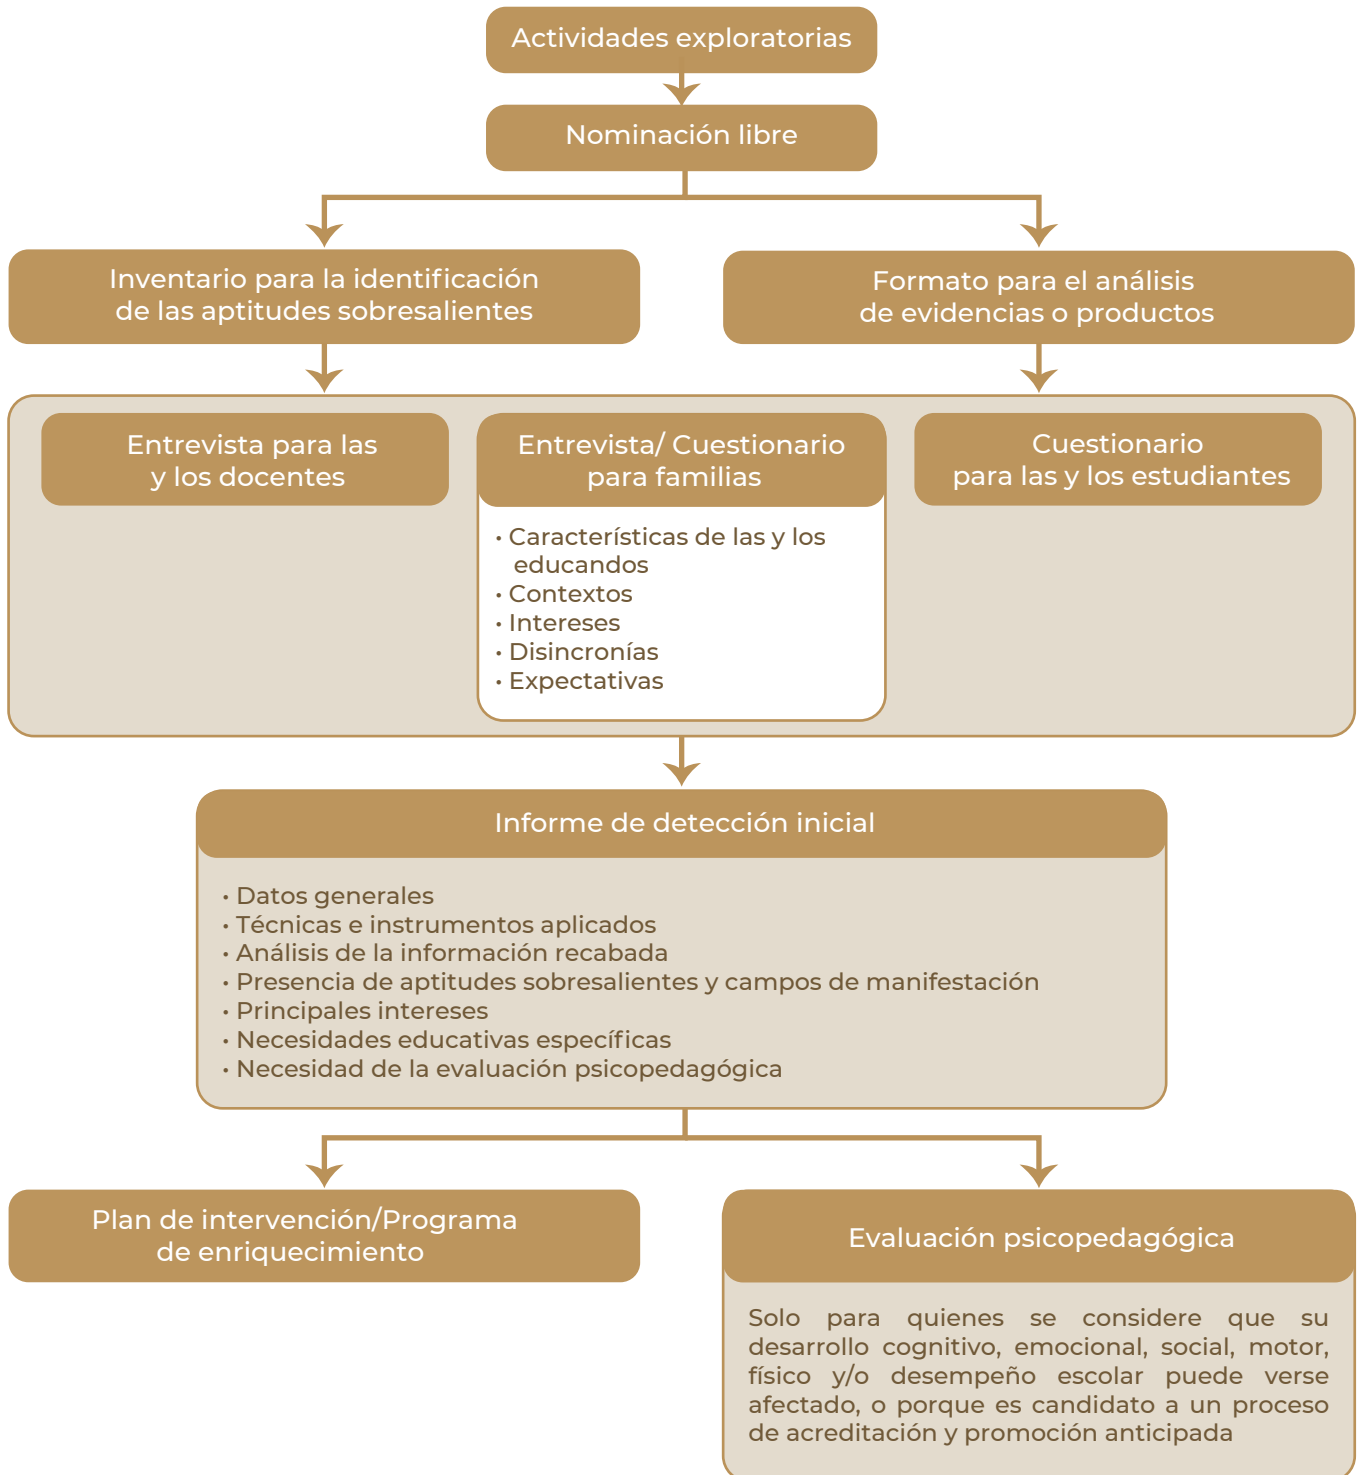 Actividades exploratorias
Nominación libre
Inventario para la identificación
de las aptitudes sobresalientes
Formato para el análisis
de evidencias o productos
Entrevista para las
y los docentes
Entrevista/ Cuestionario
para familias
• Características de las y los
educandos
• Contextos
• Intereses
• Disincronías
• Expectativas
Cuestionario
para las y los estudiantes
Informe de detección inicial
• Datos generales
• Técnicas e instrumentos aplicados
• Análisis de la información recabada
• Presencia de aptitudes sobresalientes y campos de manifestación
• Principales intereses
• Necesidades educativas específicas
• Necesidad de la evaluación psicopedagógica
Plan de intervención/Programa
de enriquecimiento
Evaluación psicopedagógica
Solo para quienes se considere que su
desarrollo cognitivo, emocional, social, motor,
físico y/o desempeño escolar puede verse
afectado, o porque es candidato a un proceso
de acreditación y promoción anticipada